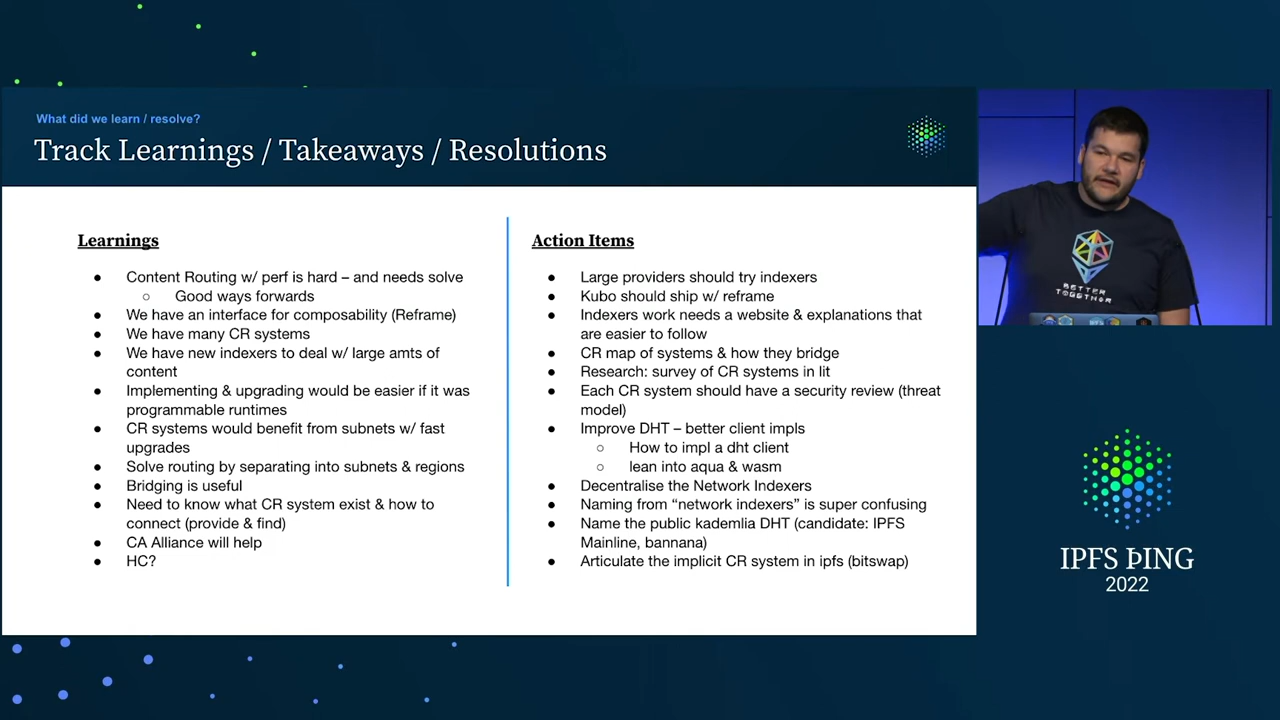 What did we learn / resolve?
Track Learnings / Takeaways / Resolutions
Learnings
● Content Routing w/ perf is hard – and needs solve
○ Good ways forwards
● We have an interface for composability (Reframe)
● We have many CR systems
● We have new indexers to deal w/ large amts of
content
● Implementing & upgrading would be easier if it was
programmable runtimes
● CR systems would benefit from subnets w/ fast
upgrades
● Solve routing by separating into subnets & regions
● Bridging is useful
● Need to know what CR system exist & how to
connect (provide & find)
● CA Alliance will help
● HC?
Action Items
● Large providers should try indexers
● Kubo should ship w/ reframe
● Indexers work needs a website & explanations that
are easier to follow
● CR map of systems & how they bridge
● Research: survey of CR systems in lit
● Each CR system should have a security review (threat
model)
● Improve DHT – better client impls
○ How to impl a dht client
○ lean into aqua & wasm
● Decentralise the Network Indexers
● Naming from “network indexers” is super confusing
● Name the public kademlia DHT (candidate: IPFS
Mainline, bannana)
● Articulate the implicit CR system in ipfs (bitswap)
BETTER
TOGETHER
IPFS ÞING
2022